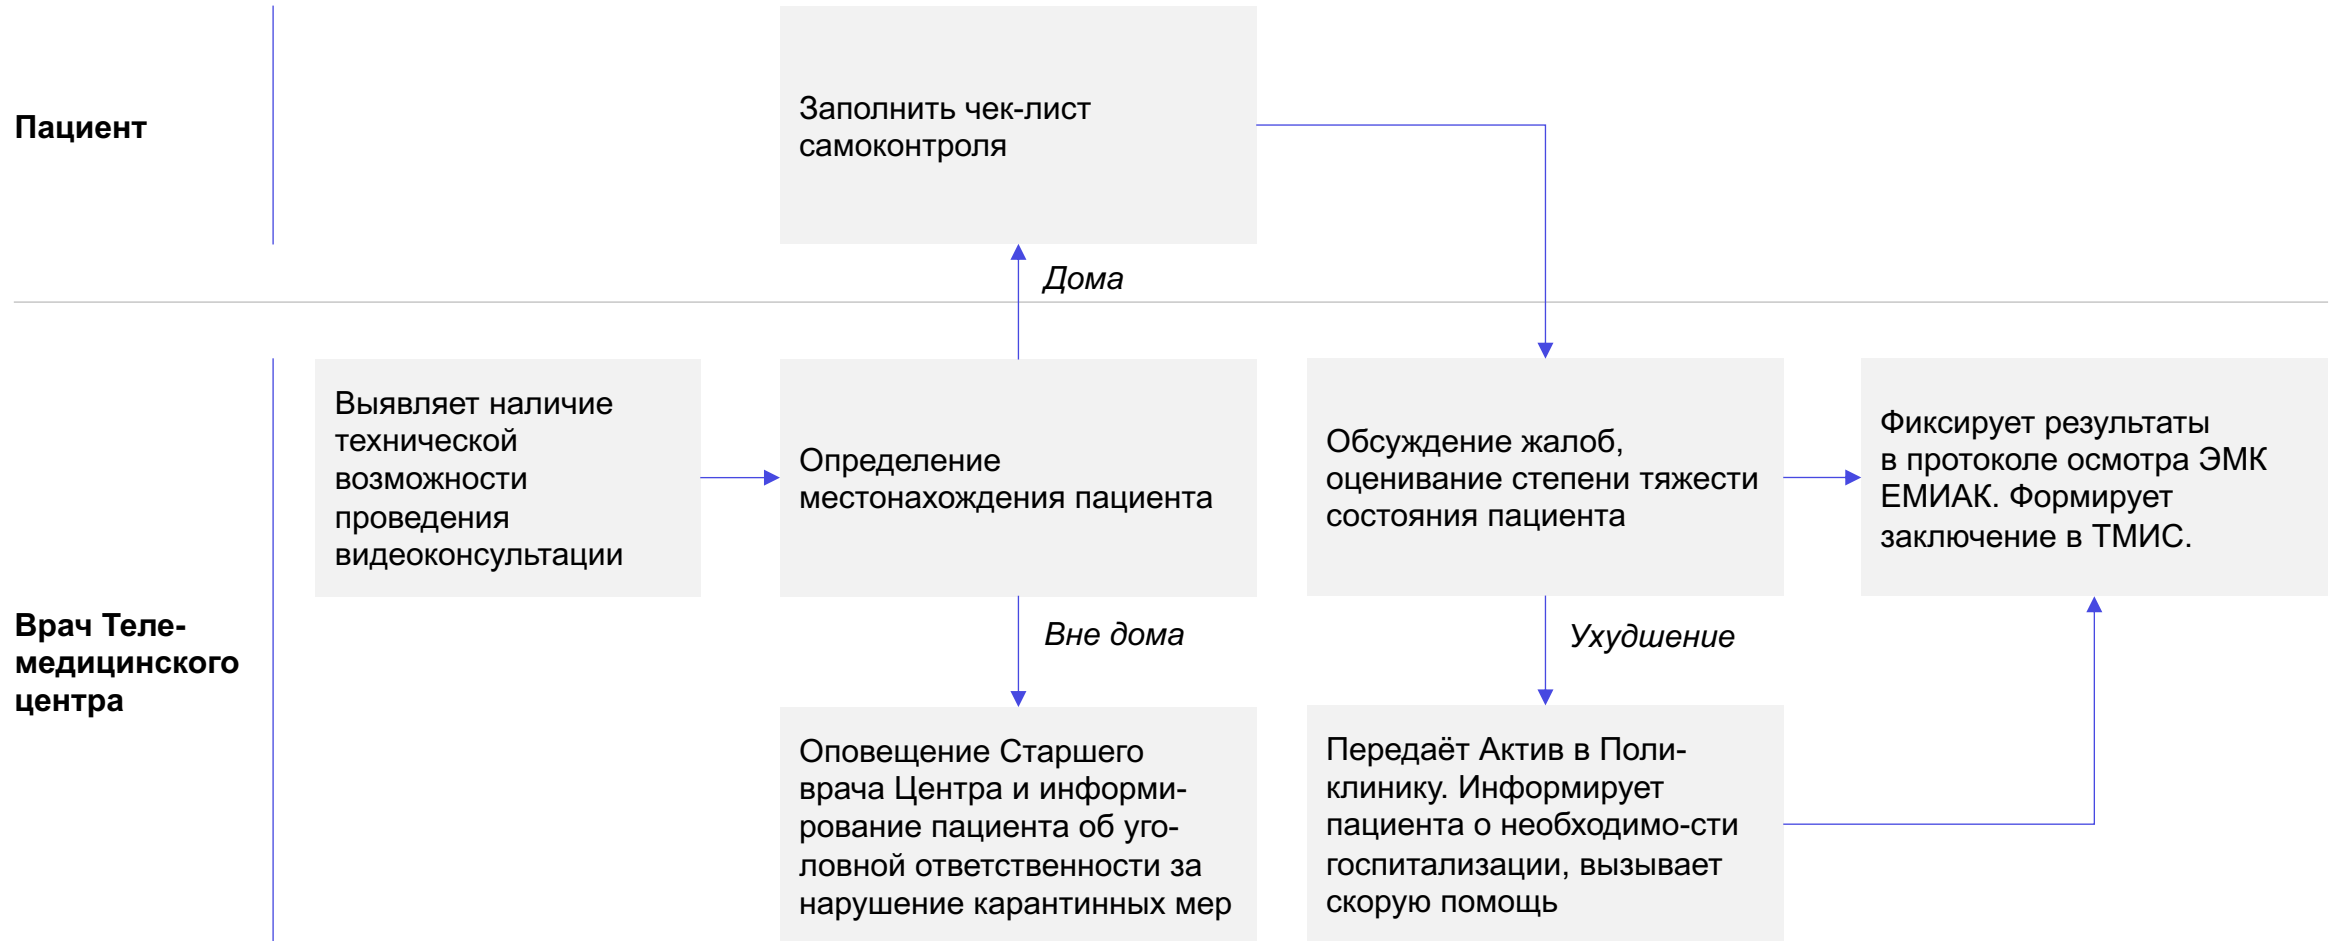 Пациент
Заполнить чек-лист
самоконтроля
Дома
Врач Теле-
медицинского
центра
Выявляет наличие
технической
возможности
проведения
видеоконсультации
Определение
местонахождения пациента
Обсуждение жалоб,
оценивание степени тяжести
состояния пациента
Фиксирует результаты
в протоколе осмотра ЭМК
ЕМИАК. Формирует
заключение в ТМИС.
Вне дома
Ухудшение
Оповещение Старшего
врача Центра и информи-
рование пациента об уго-
ловной ответственности за
нарушение карантинных мер
Передаёт Актив в Поли-
клинику. Информирует
пациента о необходимо-сти
госпитализации, вызывает
скорую помощь